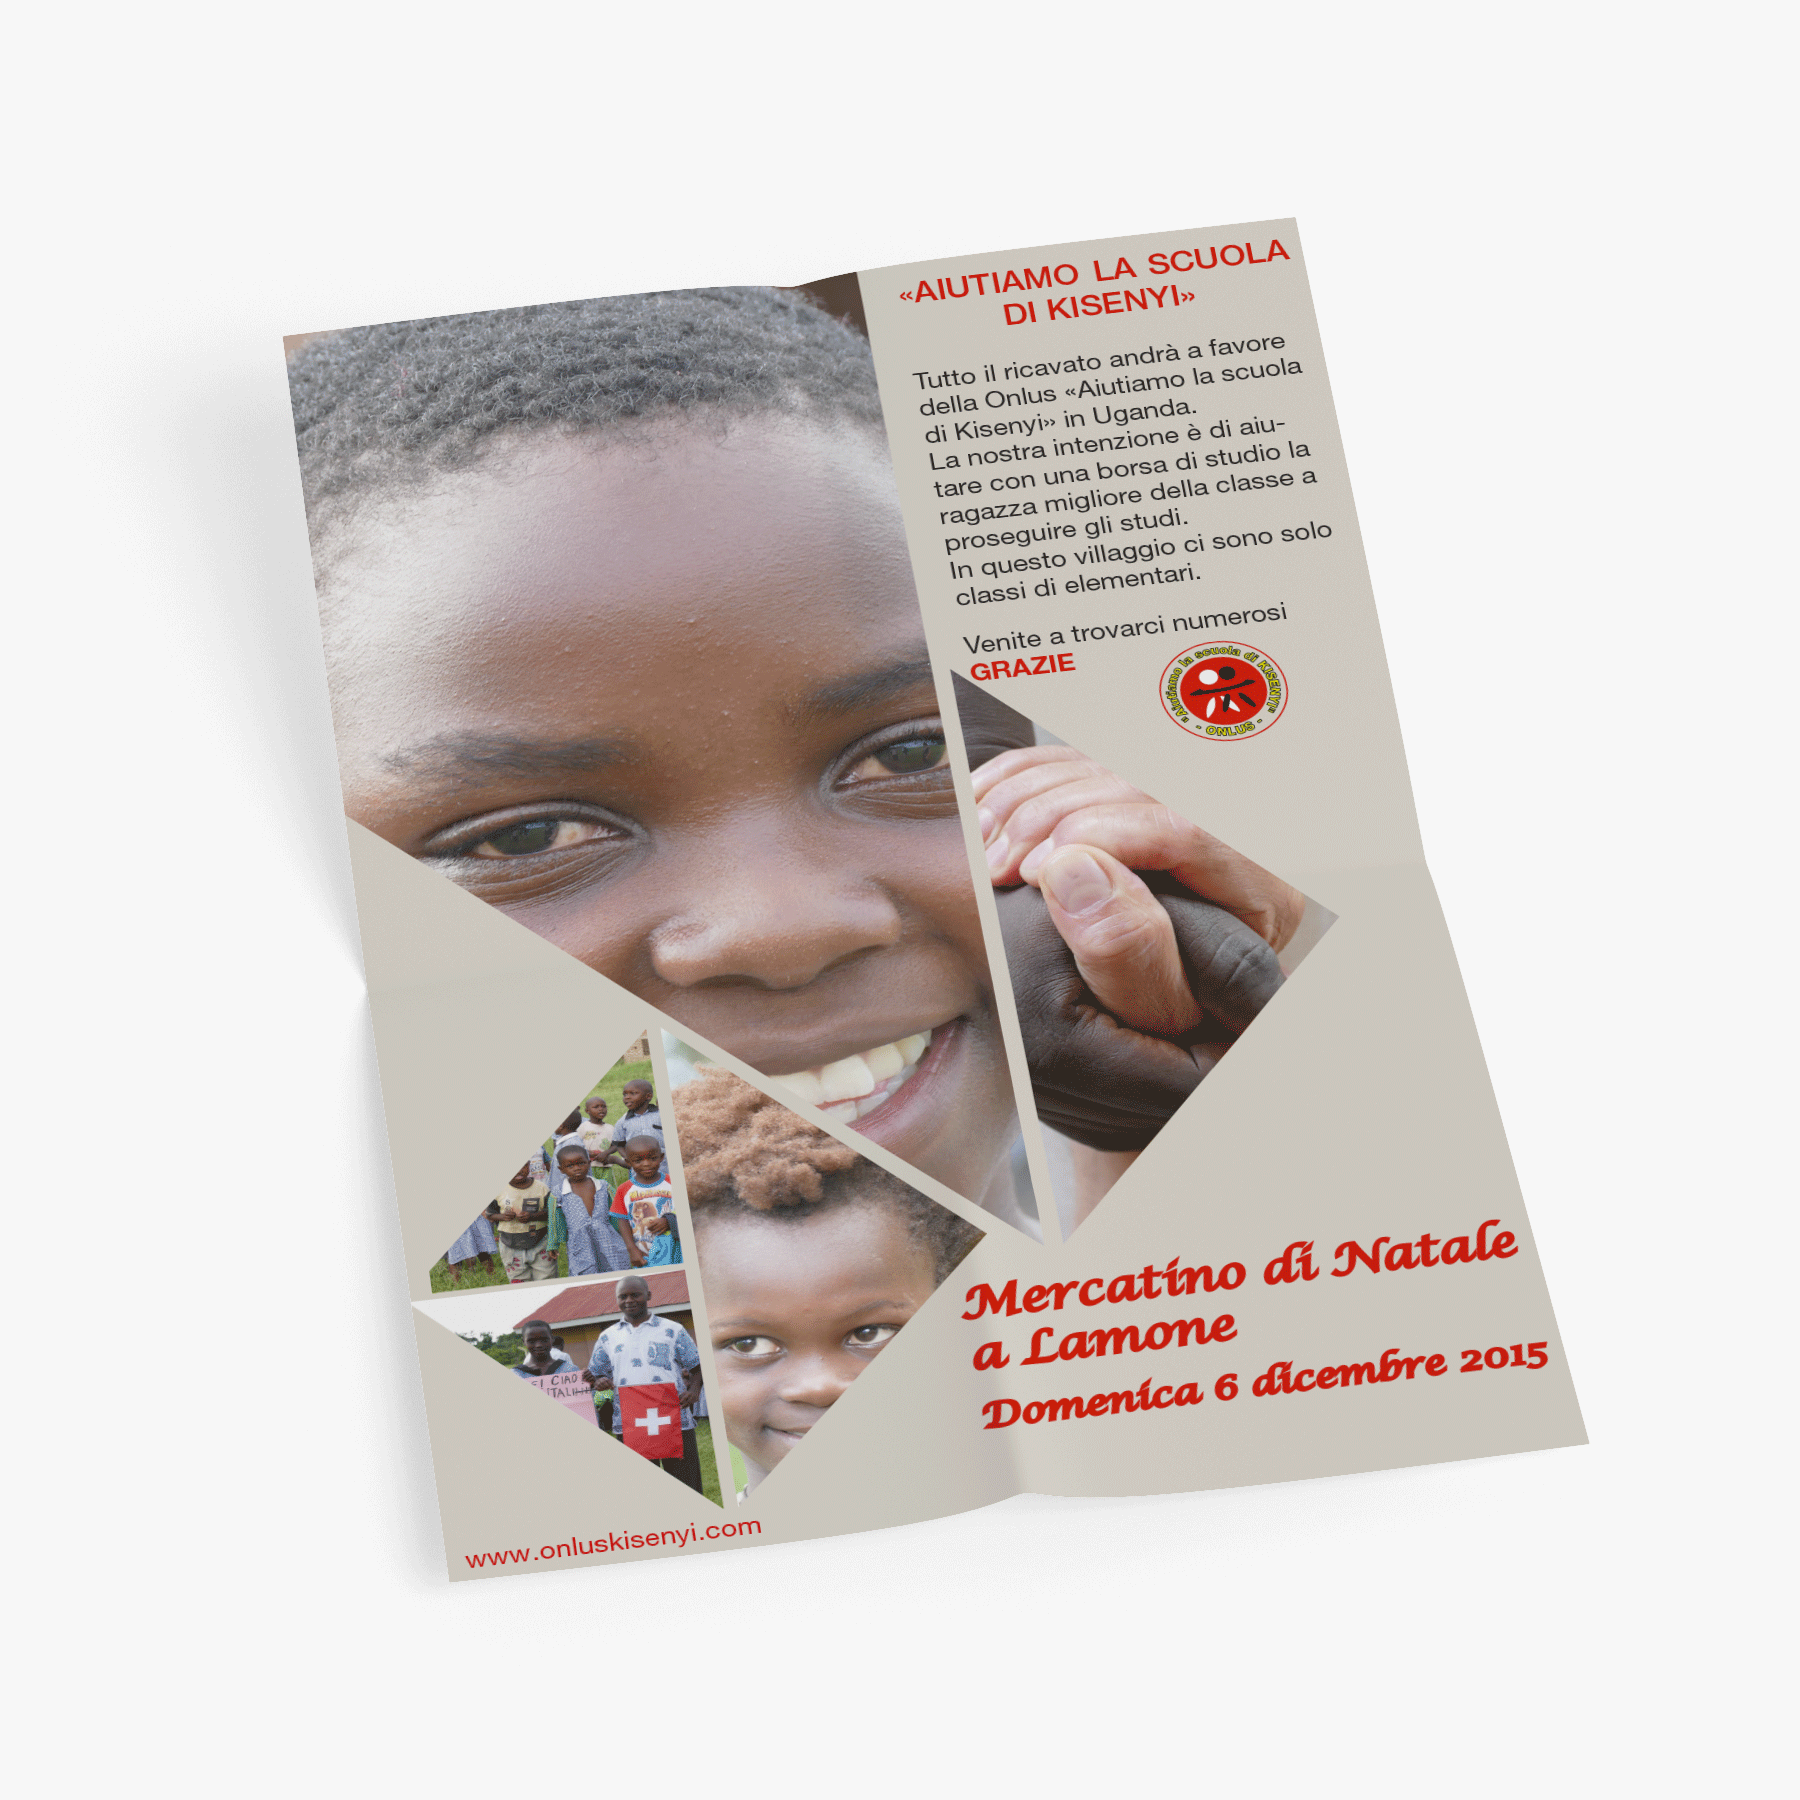 «AIUTIAMO LA SCUOLA
DI KISENYI»
Tutto il ricavato andrà a favore
della Onlus «Aiutiamo la scuola
di Kisenyi» in Uganda.
La nostra intenzione è di aiu-
tare con una borsa di studio la
ragazza migliore della classe a
proseguire gli studi.
In questo villaggio ci sono solo
classi di elementari.
Venite a trovarci numerosi
GRAZIE
«Aiutiamo la scuola di KISENYI»
- ONLUS -
CIAO
Mercatino di Natale
a Lamone
Domenica 6 dicembre 2015
www.onluskisenyi.com